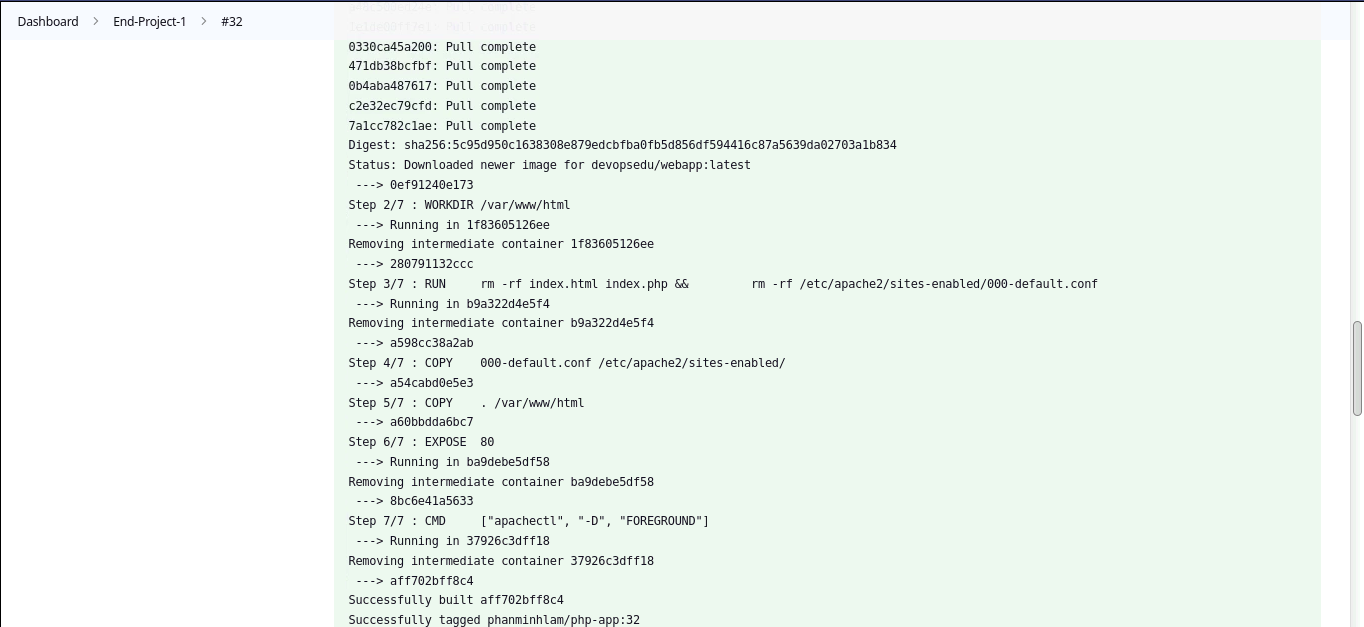 Dashboard > End-Project-1 > #32
0330ca45a200: Pull complete
471db38bcfbf: Pull complete
0b4aba487617: Pull complete
c2e32ec79cfd: Pull complete
7a1cc782c1ae: Pull complete
Digest: sha256:5c95d950c1638308e879edcbfba0fb5d856df594416c87a5639da02703a1b834
Status: Downloaded newer image for devopsedu/webapp:latest
 ---> 0ef91240e173
Step 2/7 : WORKDIR /var/www/html
 ---> Running in 1f83605126ee
Removing intermediate container 1f83605126ee
 ---> 280791132ccc
Step 3/7 : RUN     rm -rf index.html index.php &&         rm -rf /etc/apache2/sites-enabled/000-default.conf
 ---> Running in b9a322d4e5f4
Removing intermediate container b9a322d4e5f4
 ---> a598cc38a2ab
Step 4/7 : COPY    000-default.conf /etc/apache2/sites-enabled/
 ---> a54cabd0e5e3
Step 5/7 : COPY    . /var/www/html
 ---> a60bbdda6bc7
Step 6/7 : EXPOSE  80
 ---> Running in ba9debe5df58
Removing intermediate container ba9debe5df58
 ---> 8bc6e41a5633
Step 7/7 : CMD     ["apachectl", "-D", "FOREGROUND"]
 ---> Running in 37926c3dff18
Removing intermediate container 37926c3dff18
 ---> aff702bff8c4
Successfully built aff702bff8c4
Successfully tagged phanminhlam/php-app:32